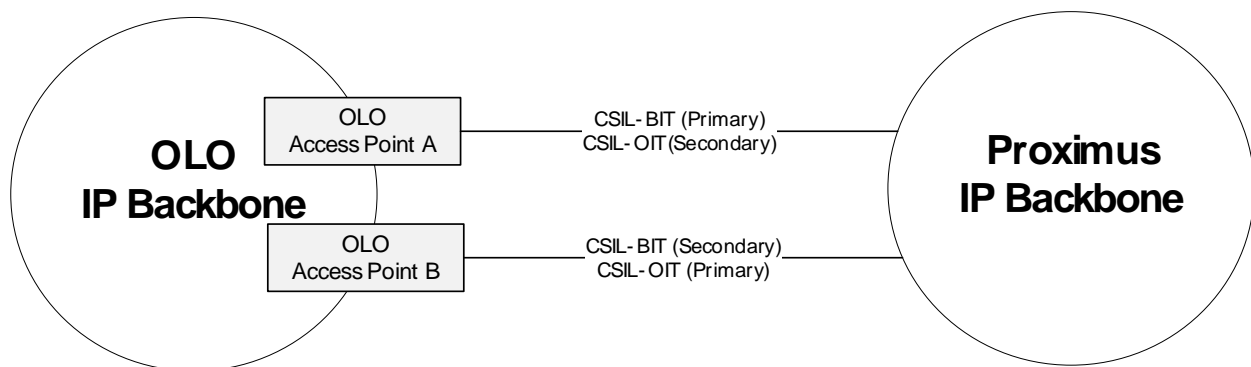 OLO
IP Backbone
OLO
Access Point A
CSIL-BIT (Primary)
CSIL-OIT(Secondary)
OLO
Access Point B
CSIL-BIT (Secondary)
CSIL-OIT (Primary)
Proximus
IP Backbone